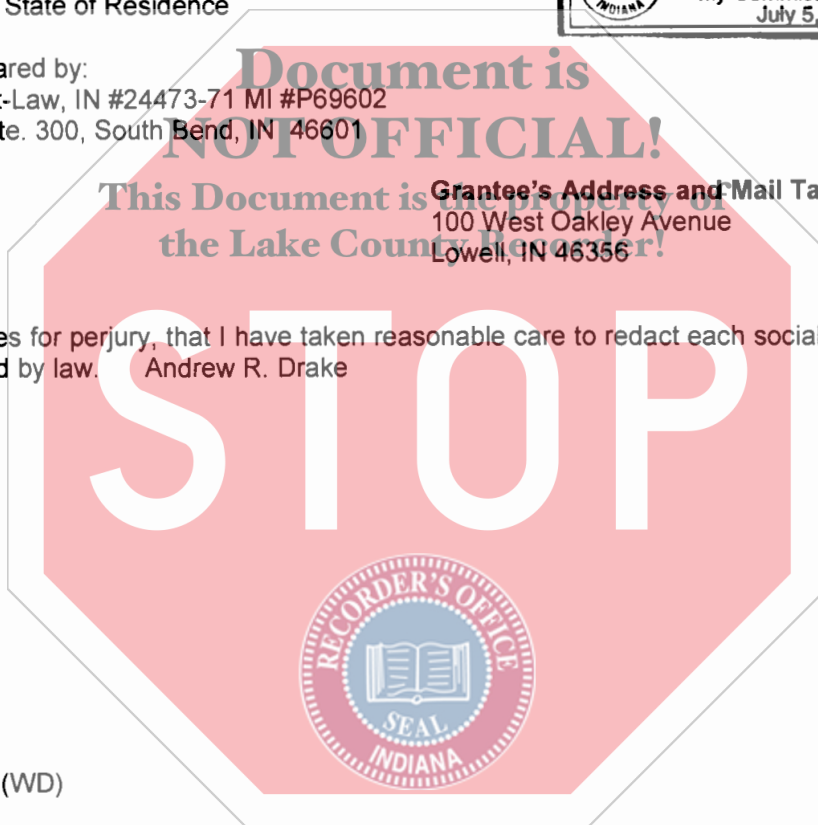 State of Residence
INDIANA
July 5,
ared by:
t-Law, IN #24473-71 MI #P69602
te. 300, South Bend, IN 46601
Document is
NOT OFFICIAL!
This Document is the property of
the Lake County Recorder!
Grantee's Address and Mail Ta
100 West Oakley Avenue
Lowell, IN 46356
es for perjury, that I have taken reasonable care to redact each social
d by law. Andrew R. Drake
STOP
RECORDER'S OFFICE
SEAL
INDIANA
(WD)